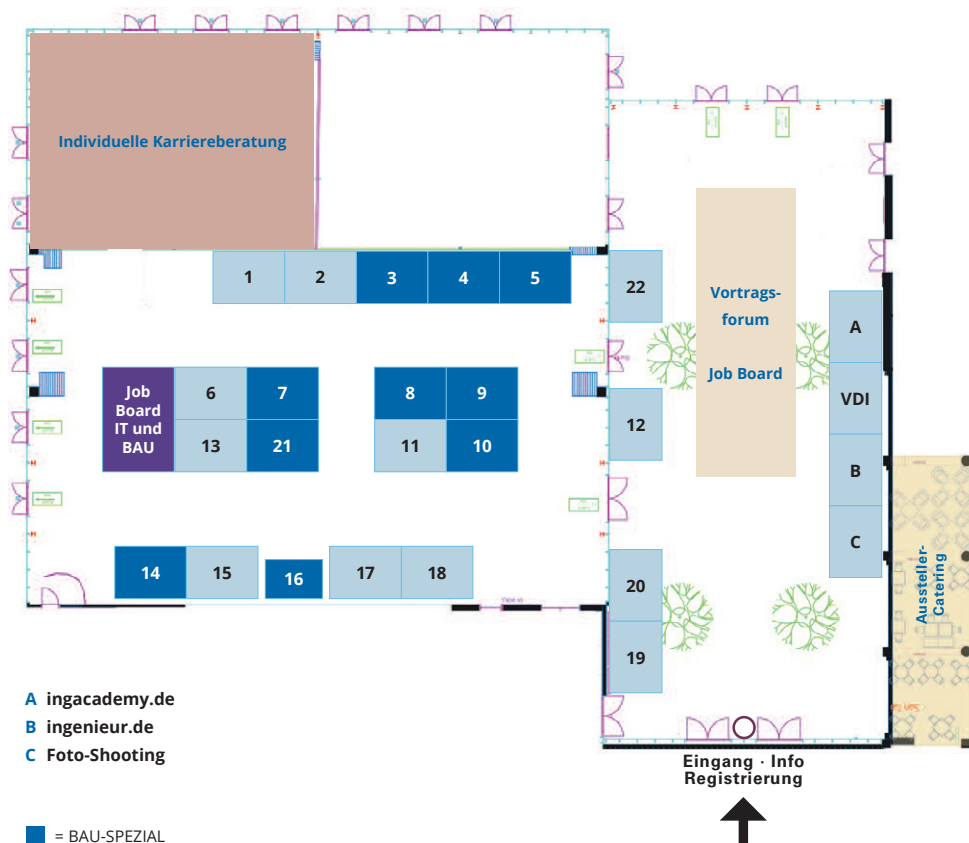 Individuelle Karriereberatung
1
2
3
4
5
22
Vortrags-
forum
Job Board
A
VDI
B
C
Job
Board
IT und
BAU
6
7
13
21
8
9
11
10
12
14
15
16
17
18
20
19
Aussteller-
Catering
A ingacademy.de
B ingenieur.de
C Foto-Shooting
Eingang · Info
Registrierung
= BAU-SPEZIAL